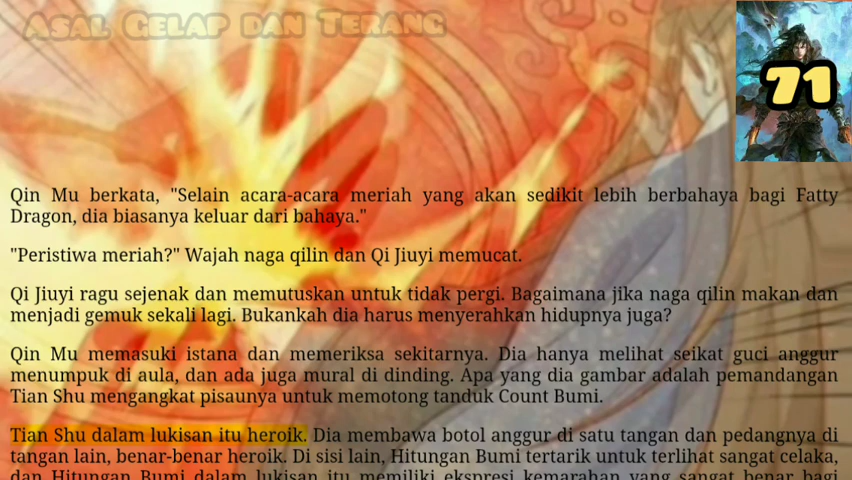 Asal Gelap dan Terang
71
Qin Mu berkata, "Selain acara-acara meriah yang akan sedikit lebih berbahaya bagi Fatty
Dragon, dia biasanya keluar dari bahaya."
"Peristiwa meriah?" Wajah naga qilin dan Qi Jiuyi memucat.
Qi Jiuyi ragu sejenak dan memutuskan untuk tidak pergi. Bagaimana jika naga qilin makan dan
menjadi gemuk sekali lagi. Bukankah dia harus menyerahkan hidupnya juga?
Qin Mu memasuki istana dan memeriksa sekitarnya. Dia hanya melihat seikat guci anggur
menumpuk di aula, dan ada juga mural di dinding. Apa yang dia gambar adalah pemandangan
Tian Shu mengangkat pisaunya untuk memotong tanduk Count Bumi.
Tian Shu dalam lukisan itu heroik. Dia membawa botol anggur di satu tangan dan pedangnya di
tangan lain, benar-benar heroik. Di sisi lain, Hitungan Bumi tertarik untuk terlihat sangat celaka,
dan Hitungan Bumi dalam lukisan itu memiliki ekspresi kemarahan yang sangat benar bagi